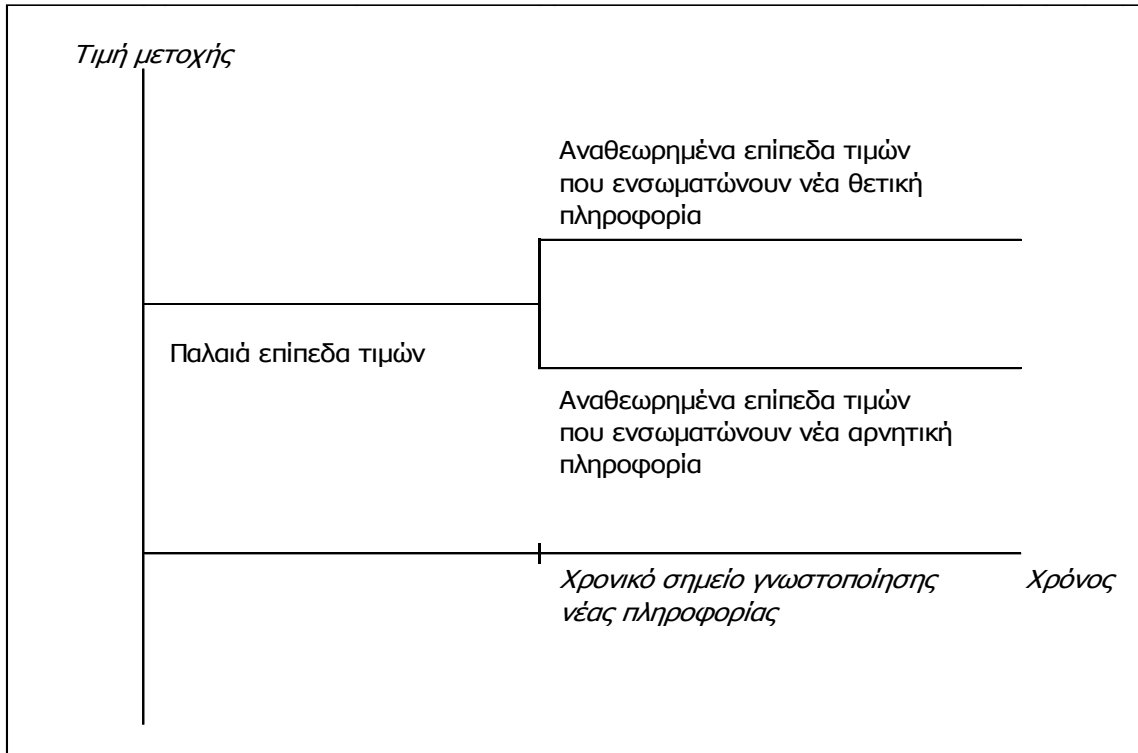 Τιμή μετοχής
Αναθεωρημένα επίπεδα τιμών
που ενσωματώνουν νέα θετική
πληροφορία
Παλαιά επίπεδα τιμών
Αναθεωρημένα επίπεδα τιμών
που ενσωματώνουν νέα αρνητική
πληροφορία
Χρονικό σημείο γνωστοποίησης
νέας πληροφορίας
Χρόνος